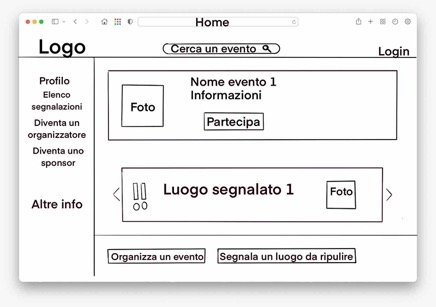 Home
Logo
Cerca un evento
Login
Profilo
Elenco
segnalazioni
Diventa un
organizzatore
Diventa uno
sponsor
Altre info
Foto
Nome evento 1
Informazioni
Partecipa
!!
Luogo segnalato 1
Foto
Organizza un evento
Segnala un luogo da ripulire